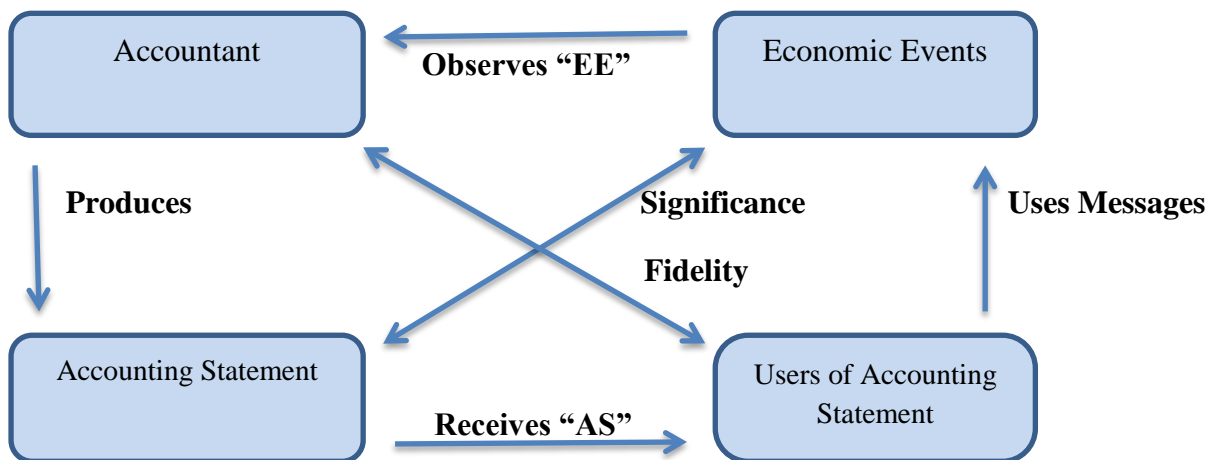 Accountant
Observes “EE”
Economic Events
Produces
Significance
Uses Messages
Fidelity
Accounting Statement
Receives “AS”
Users of Accounting
Statement